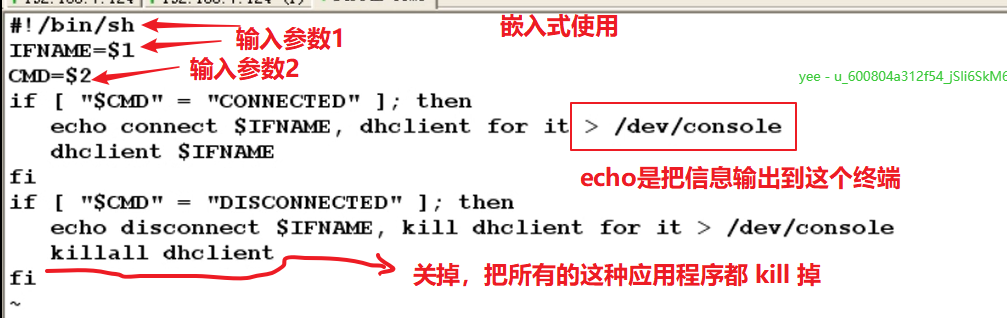 #!/bin/sh
嵌入式使用
IFNAME=$1
输入参数1
CMD=$2
输入参数2
yee - u_600804a312f54_jSli6SkM6
if [ "$CMD" = "CONNECTED" ]; then
echo connect $IFNAME, dhclient for it > /dev/console
dhclient $IFNAME
fi
echo是把信息输出到这个终端
if [ "$CMD" = "DISCONNECTED" ]; then
echo disconnect $IFNAME, kill dhclient for it > /dev/console
killall dhclient
关掉，把所有的这种应用程序都 kill 掉
fi
~